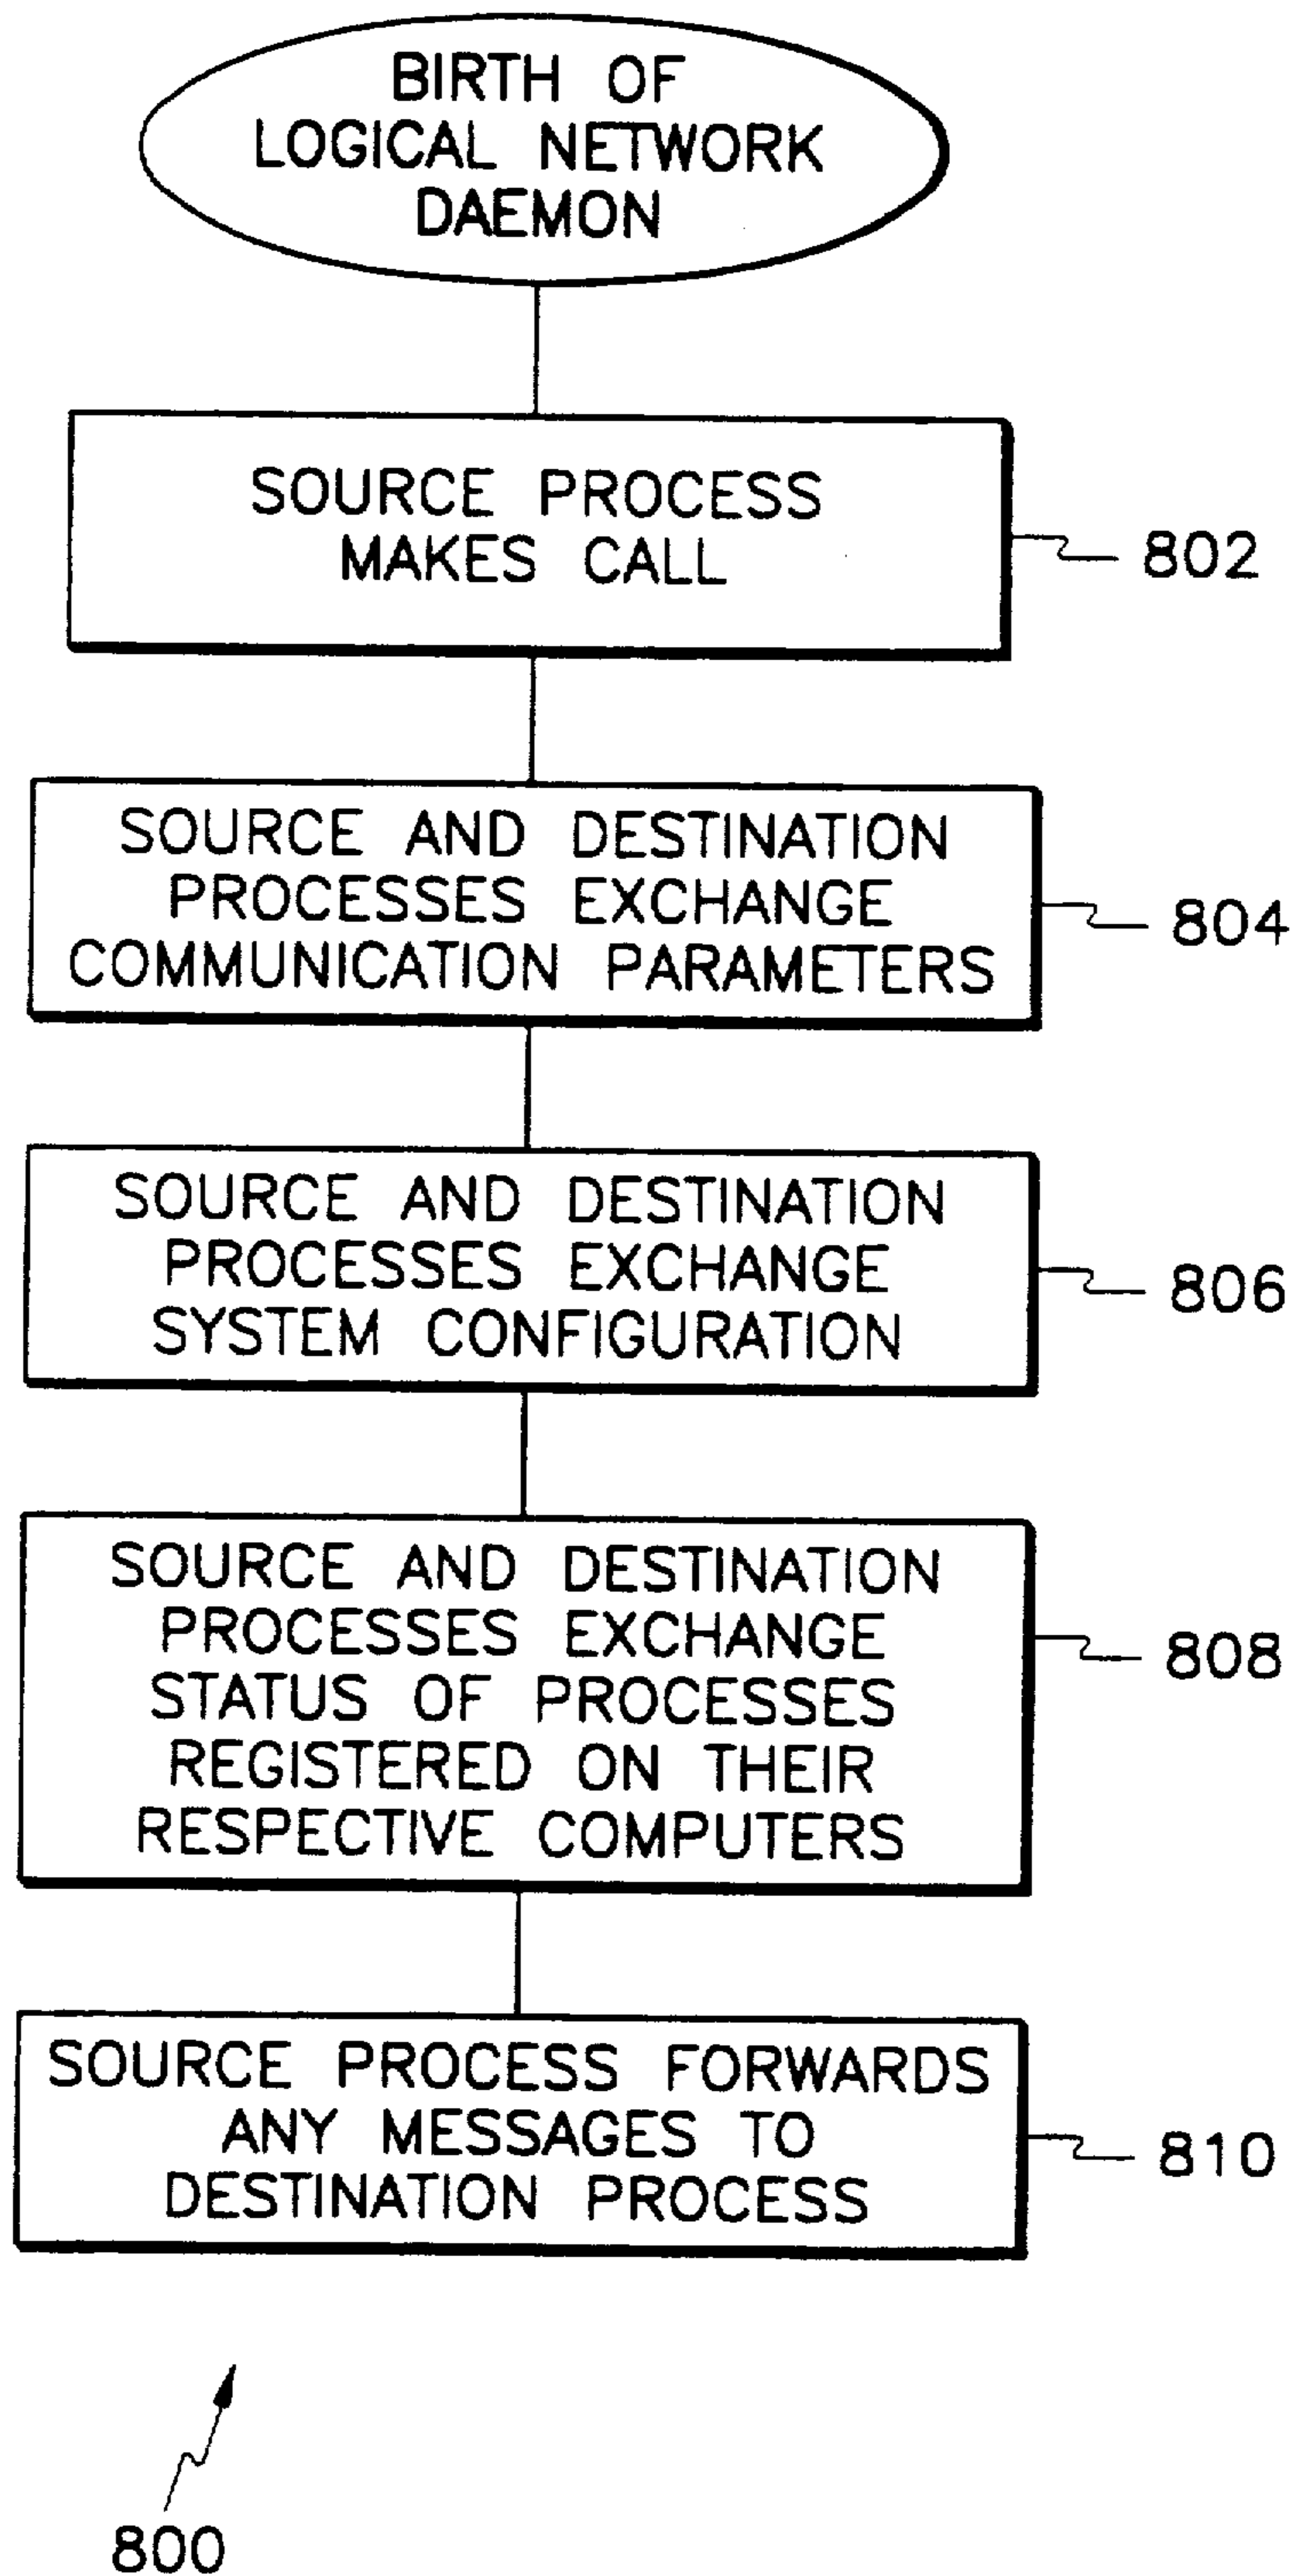 BIRTH OF
LOGICAL NETWORK
DAEMON
SOURCE PROCESS
MAKES CALL
802
SOURCE AND DESTINATION
PROCESSES EXCHANGE
COMMUNICATION PARAMETERS
804
SOURCE AND DESTINATION
PROCESSES EXCHANGE
SYSTEM CONFIGURATION
806
SOURCE AND DESTINATION
PROCESSES EXCHANGE
STATUS OF PROCESSES
REGISTERED ON THEIR
RESPECTIVE COMPUTERS
808
SOURCE PROCESS FORWARDS
ANY MESSAGES TO
DESTINATION PROCESS
810
800